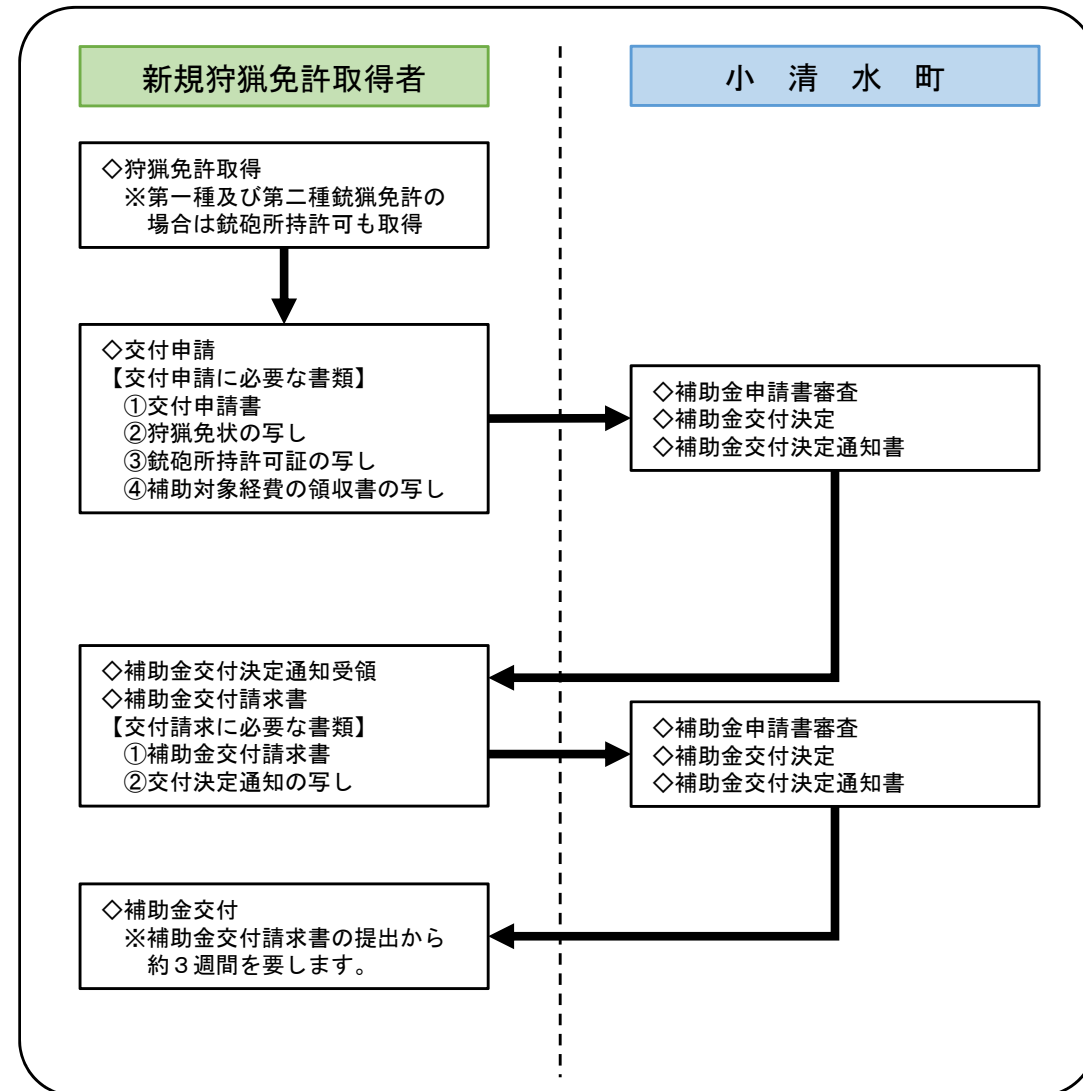 新規狩猟免許取得者
小　清　水　町
◇狩猟免許取得
※第一種及び第二種銃猟免許の
場合は銃砲所持許可も取得
◇交付申請
【交付申請に必要な書類】
①交付申請書
②狩猟免状の写し
③銃砲所持許可証の写し
④補助対象経費の領収書の写し
◇補助金申請書審査
◇補助金交付決定
◇補助金交付決定通知書
◇補助金交付決定通知受領
◇補助金交付請求書
【交付請求に必要な書類】
①補助金交付請求書
②交付決定通知の写し
◇補助金申請書審査
◇補助金交付決定
◇補助金交付決定通知書
◇補助金交付
※補助金交付請求書の提出から
約３週間を要します。